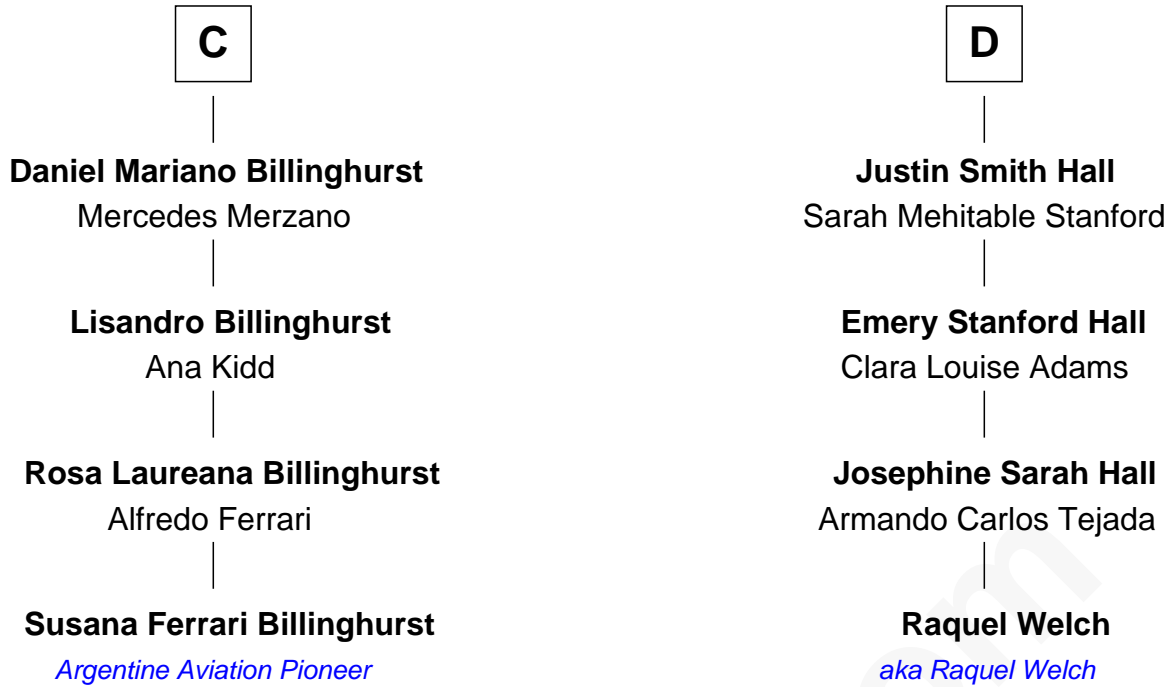 C
Daniel Mariano Billinghurst
Mercedes Merzano
Lisandro Billinghurst
Ana Kidd
Rosa Laureana Billinghurst
Alfredo Ferrari
Susana Ferrari Billinghurst
Argentine Aviation Pioneer
D
Justin Smith Hall
Sarah Mehitable Stanford
Emery Stanford Hall
Clara Louise Adams
Josephine Sarah Hall
Armando Carlos Tejada
Raquel Welch
aka Raquel Welch